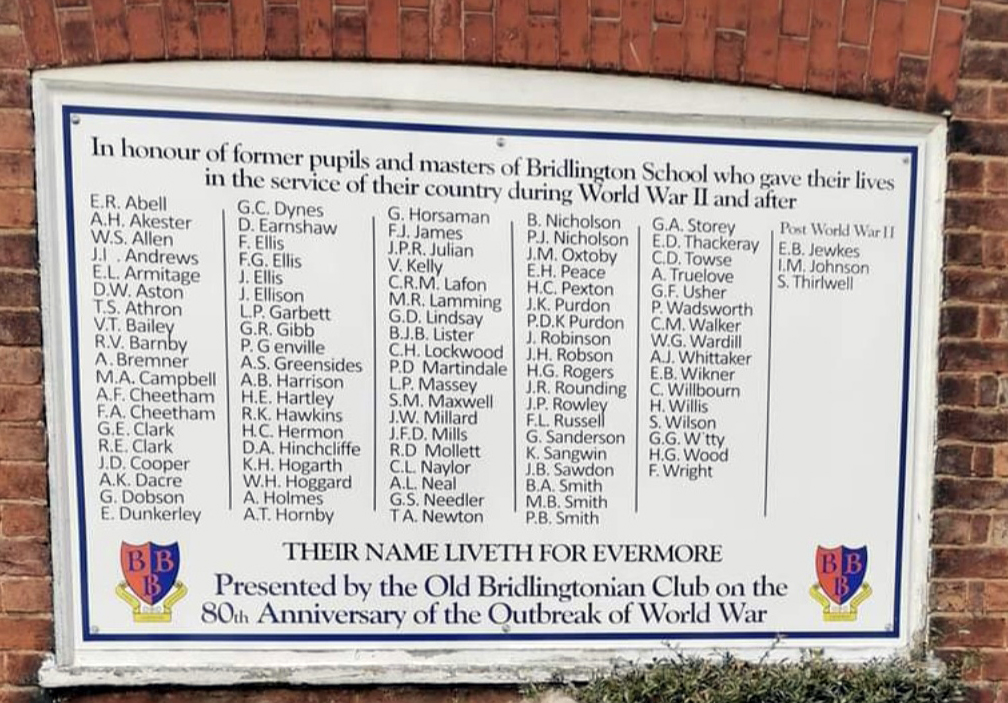 In honour of former pupils and masters of Bridlington School who gave their lives
in the service of their country during World War II and after
E.R. Abell
A.H. Akester
W.S. Allen
J.I . Andrews
E.L. Armitage
D.W. Aston
T.S. Athron
V.T. Bailey
R.V. Barnby
A. Bremner
M.A. Campbell
A.F. Cheetham
F.A. Cheetham
G.E. Clark
R.E. Clark
J.D. Cooper
A.K. Dacre
G. Dobson
E. Dunkerley
G.C. Dynes
D. Earnshaw
F. Ellis
F.G. Ellis
J. Ellis
J. Ellison
L.P. Garbett
G.R. Gibb
P. G enville
A.S. Greensides
A.B. Harrison
H.E. Hartley
R.K. Hawkins
H.C. Hermon
D.A. Hinchcliffe
K.H. Hogarth
W.H. Hoggard
A. Holmes
A.T. Hornby
G. Horsaman
F.J. James
J.P.R. Julian
V. Kelly
C.R.M. Lafon
M.R. Lamming
G.D. Lindsay
B.J.B. Lister
C.H. Lockwood
P.D Martindale
L.P. Massey
S.M. Maxwell
J.W. Millard
J.F.D. Mills
R.D Mollett
C.L. Naylor
A.L. Neal
G.S. Needler
T A. Newton
B. Nicholson
P.J. Nicholson
J.M. Oxtoby
E.H. Peace
H.C. Pexton
J.K. Purdon
P.D.K Purdon
J. Robinson
J.H. Robson
H.G. Rogers
J.R. Rounding
J.P. Rowley
F.L. Russell
G. Sanderson
K. Sangwin
J.B. Sawdon
B.A. Smith
M.B. Smith
P.B. Smith
G.A. Storey
E.D. Thackeray
C.D. Towse
A. Truelove
G.F. Usher
P. Wadsworth
C.M. Walker
W.G. Wardill
A.J. Whittaker
E.B. Wikner
C. Willbourn
H. Willis
S. Wilson
G.G. W tty
H.G. Wood
F. Wright
Post World War II
E.B. Jewkes
I.M. Johnson
S. Thirlwell
THEIR NAME LIVETH FOR EVERMORE
Presented by the Old Bridlingtonian Club on the
80th Anniversary of the Outbreak of World War
B B
B
B B
B